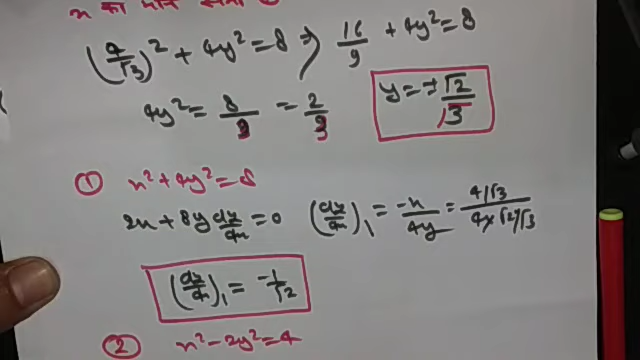 x का मान रखने
(4/√3)² + 4y² = 8 ⇒ 16/9 + 4y² = 8
4y² = 8/3 = 2/3 y = ±√2/√3
① x² + 4y² = 8
2x + 8y dy/dx = 0 (dy/dx)₁ = -x/4y = 4/√3 / 4×√2/√3
(dy/dx)₁ = -1/√2
② x² - 2y² = 4